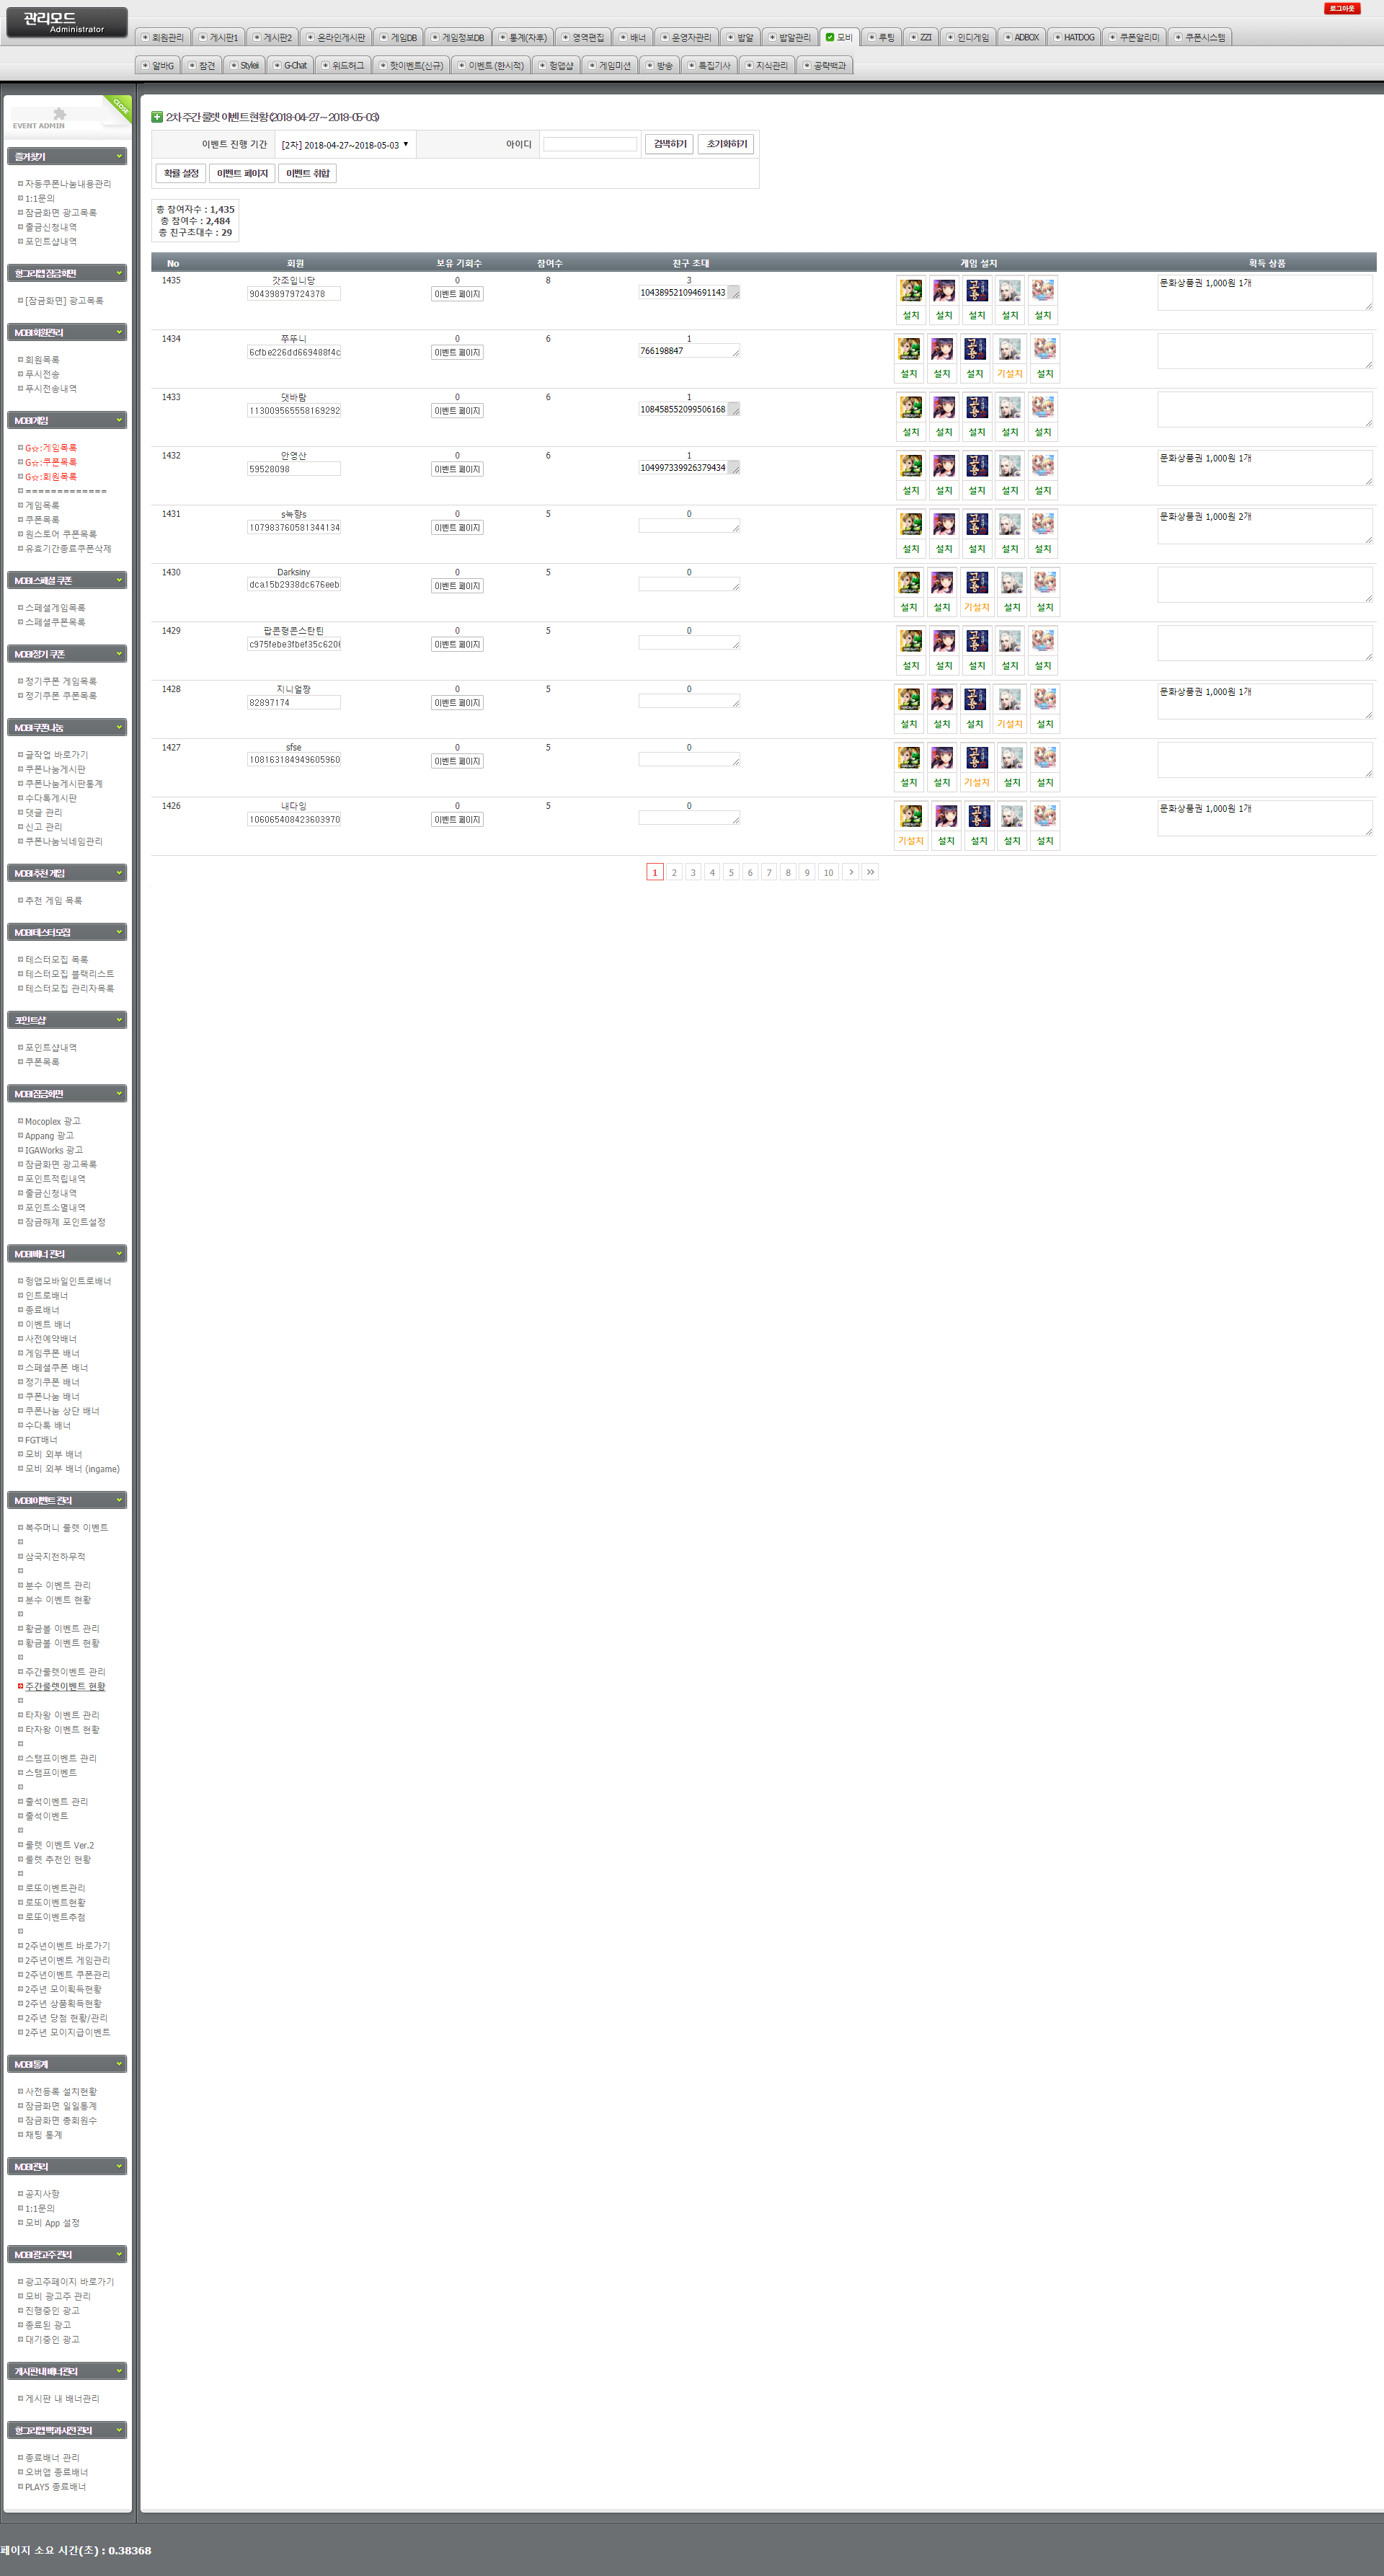 로그아웃
관리모드
Administrator
회원관리 게시판1 게시판2 온라인게시판 게임DB 게임정보DB 통계(자후) 영역편집 배너 운영자관리 밥알 밥알관리 모비 루팅 ZZI 인디게임 ADBOX HATDOG 쿠폰알리미 쿠폰시스템
알바G 참견 Stylei G-Chat 위드허그 핫이벤트(신규) 이벤트 (한시적) 헝앱샵 게임미션 방송 특집기사 지식관리 공략백과
CLOSE
EVENT ADMIN
즐겨찾기
자동쿠폰나눔내용관리
1:1문의
잠금화면 광고목록
출금신청내역
포인트샵내역
헝그리앱 잠금화면
[잠금화면] 광고목록
MOBI회원관리
회원목록
푸시전송
푸시전송내역
MOBI게임
G☆:게임목록
G☆:쿠폰목록
G☆:회원목록
=============
게임목록
쿠폰목록
원스토어 쿠폰목록
유효기간종료쿠폰삭제
MOBI스페셜 쿠폰
스페셜게임목록
스페셜쿠폰목록
MOBI정기 쿠폰
정기쿠폰 게임목록
정기쿠폰 쿠폰목록
MOBI쿠폰나눔
글작업 바로가기
쿠폰나눔게시판
쿠폰나눔게시판통계
수다톡게시판
댓글 관리
신고 관리
쿠폰나눔닉네임관리
MOBI추천 게임
추천 게임 목록
MOBI테스터모집
테스터모집 목록
테스터모집 블랙리스트
테스터모집 관리자목록
포인트샵
포인트샵내역
쿠폰목록
MOBI잠금화면
Mocoplex 광고
Appang 광고
IGAWorks 광고
잠금화면 광고목록
포인트적립내역
출금신청내역
포인트소멸내역
잠금해제 포인트설정
MOBI배너 관리
헝앱모바일인트로배너
인트로배너
종료배너
이벤트 배너
사전예약배너
게임쿠폰 배너
스페셜쿠폰 배너
정기쿠폰 배너
쿠폰나눔 배너
쿠폰나눔 상단 배너
수다톡 배너
FGT배너
모비 외부 배너
모비 외부 배너 (ingame)
MOBI이벤트 관리
복주머니 룰렛 이벤트
삼국지천하무적
분수 이벤트 관리
분수 이벤트 현황
황금볼 이벤트 관리
황금볼 이벤트 현황
주간룰렛이벤트 관리
주간룰렛이벤트 현황
타자왕 이벤트 관리
타자왕 이벤트 현황
스탬프이벤트 관리
스탬프이벤트
출석이벤트 관리
출석이벤트
룰렛 이벤트 Ver.2
룰렛 추천인 현황
로또이벤트관리
로또이벤트현황
로또이벤트추첨
2주년이벤트 바로가기
2주년이벤트 게임관리
2주년이벤트 쿠폰관리
2주년 모이획득현황
2주년 상품획득현황
2주년 당첨 현황/관리
2주년 모이지급이벤트
MOBI통계
사전등록 설치현황
잠금화면 일일통계
잠금화면 총회원수
채팅 통계
MOBI관리
공지사항
1:1문의
모비 App 설정
MOBI광고주 관리
광고주페이지 바로가기
모비 광고주 관리
진행중인 광고
종료된 광고
대기중인 광고
게시판 내 배너관리
게시판 내 배너관리
헝그리앱 백과사전 관리
종료배너 관리
오버앱 종료배너
PLAY5 종료배너
2차 주간 룰렛 이벤트 현황 (2018-04-27 ~ 2018-05-03)
이벤트 진행 기간 [2차] 2018-04-27~2018-05-03 아이디 검색하기 초기화하기
확률 설정 이벤트 페이지 이벤트 취합
총 참여자수 : 1,435
총 참여수 : 2,484
총 친구초대수 : 29
No 회원 보유 기회수 참여수 친구 초대 게임 설치 획득 상품
1435 갓조입니당 0 8 3 문화상품권 1,000원 1개
904398979724378 이벤트 페이지 104389521094691143
설치 설치 설치 설치 설치
1434 쭈뚜니 0 6 1
6cfbe226dd669488f4c 이벤트 페이지 766198847
설치 설치 설치 기설치 설치
1433 댓바람 0 6 1
113009565558169292 이벤트 페이지 108458552099506168
설치 설치 설치 설치 설치
1432 안영산 0 6 1 문화상품권 1,000원 1개
59528098 이벤트 페이지 104997339926379434
설치 설치 설치 설치 설치
1431 s녹향s 0 5 0 문화상품권 1,000원 2개
107983760581344134 이벤트 페이지
설치 설치 설치 설치 설치
1430 Darksiny 0 5 0
dca15b2938dc676eeb 이벤트 페이지
설치 설치 기설치 설치 설치
1429 팝콘형콘스탄틴 0 5 0
c975febe3fbef35c620 이벤트 페이지
설치 설치 설치 설치 설치
1428 지니얼짱 0 5 0 문화상품권 1,000원 1개
82897174 이벤트 페이지
설치 설치 설치 기설치 설치
1427 sfse 0 5 0
108163184949605960 이벤트 페이지
설치 설치 기설치 설치 설치
1426 내다잉 0 5 0 문화상품권 1,000원 1개
106065408423603970 이벤트 페이지
기설치 설치 설치 설치 설치
1 2 3 4 5 6 7 8 9 10
페이지 소요 시간(초) : 0.38368